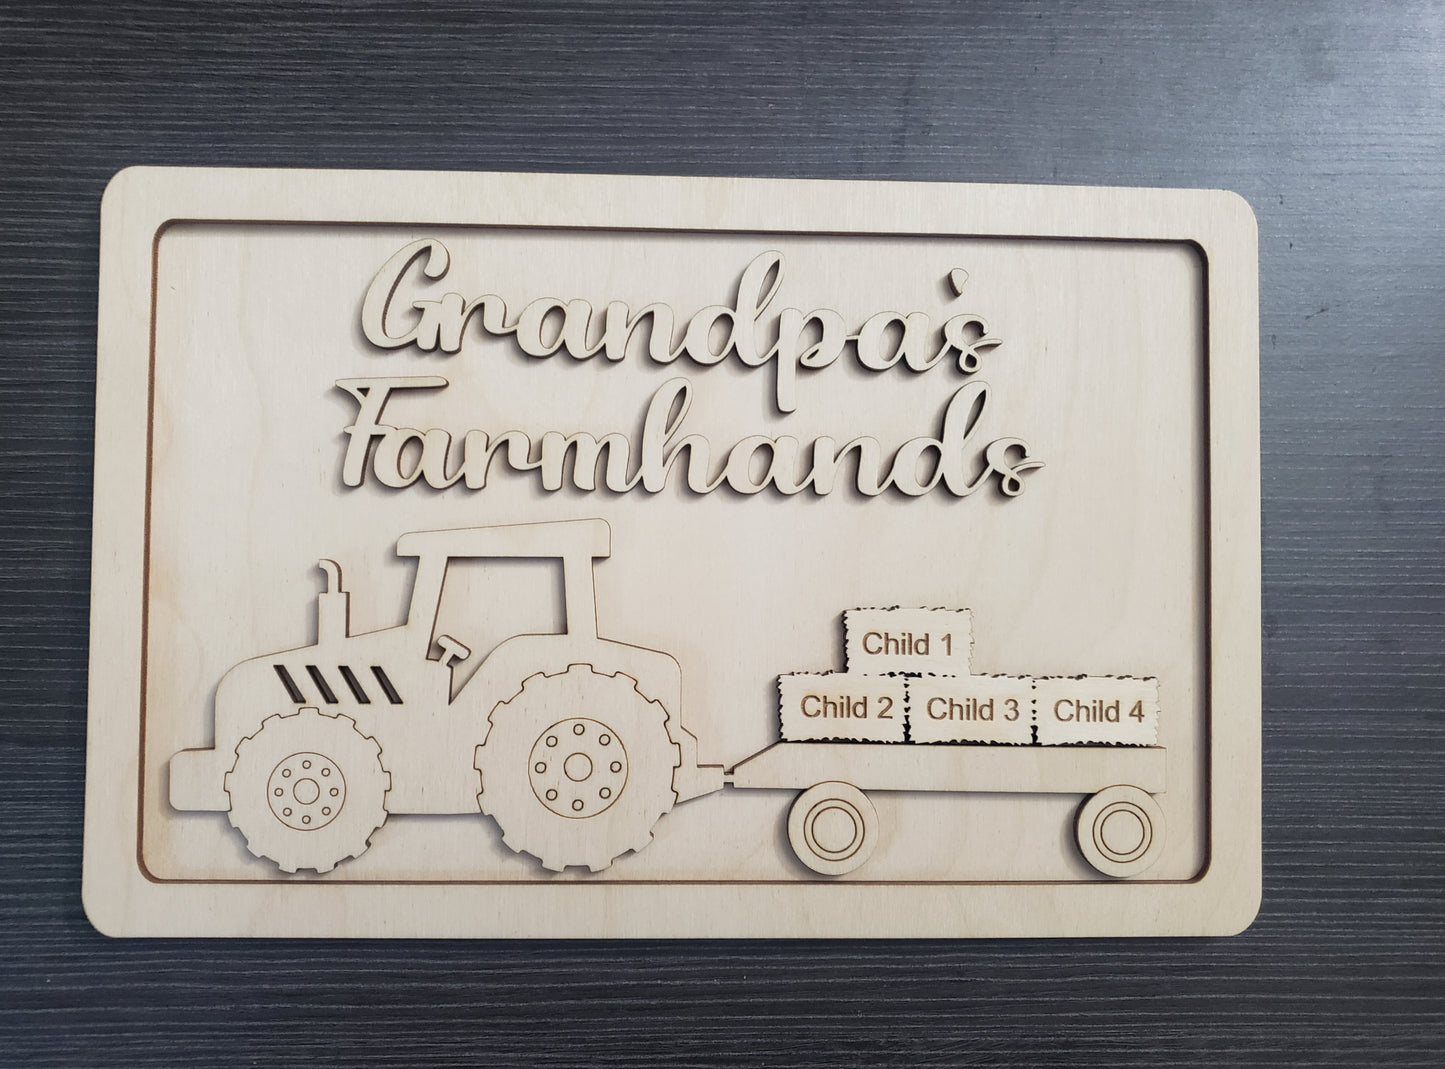 Grandpa's
Farmhands
Child 1
Child 2 Child 3 Child 4